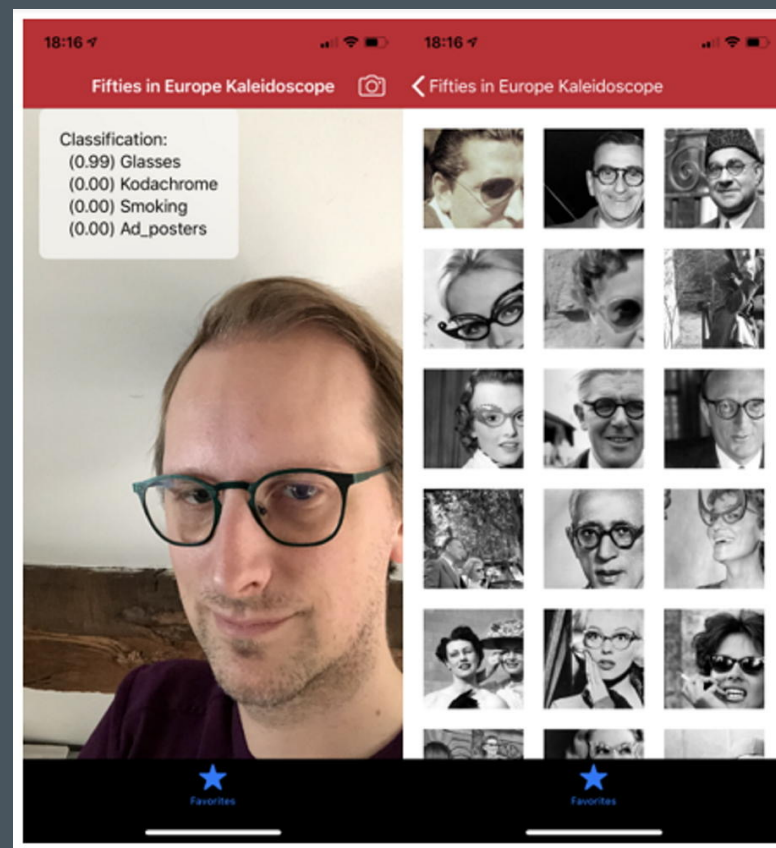 18:16
Fifties in Europe Kaleidoscope
Classification:
(0.99) Glasses
(0.00) Kodachrome
(0.00) Smoking
(0.00) Ad_posters
Favorites
18:16
Fifties in Europe Kaleidoscope
Favorites